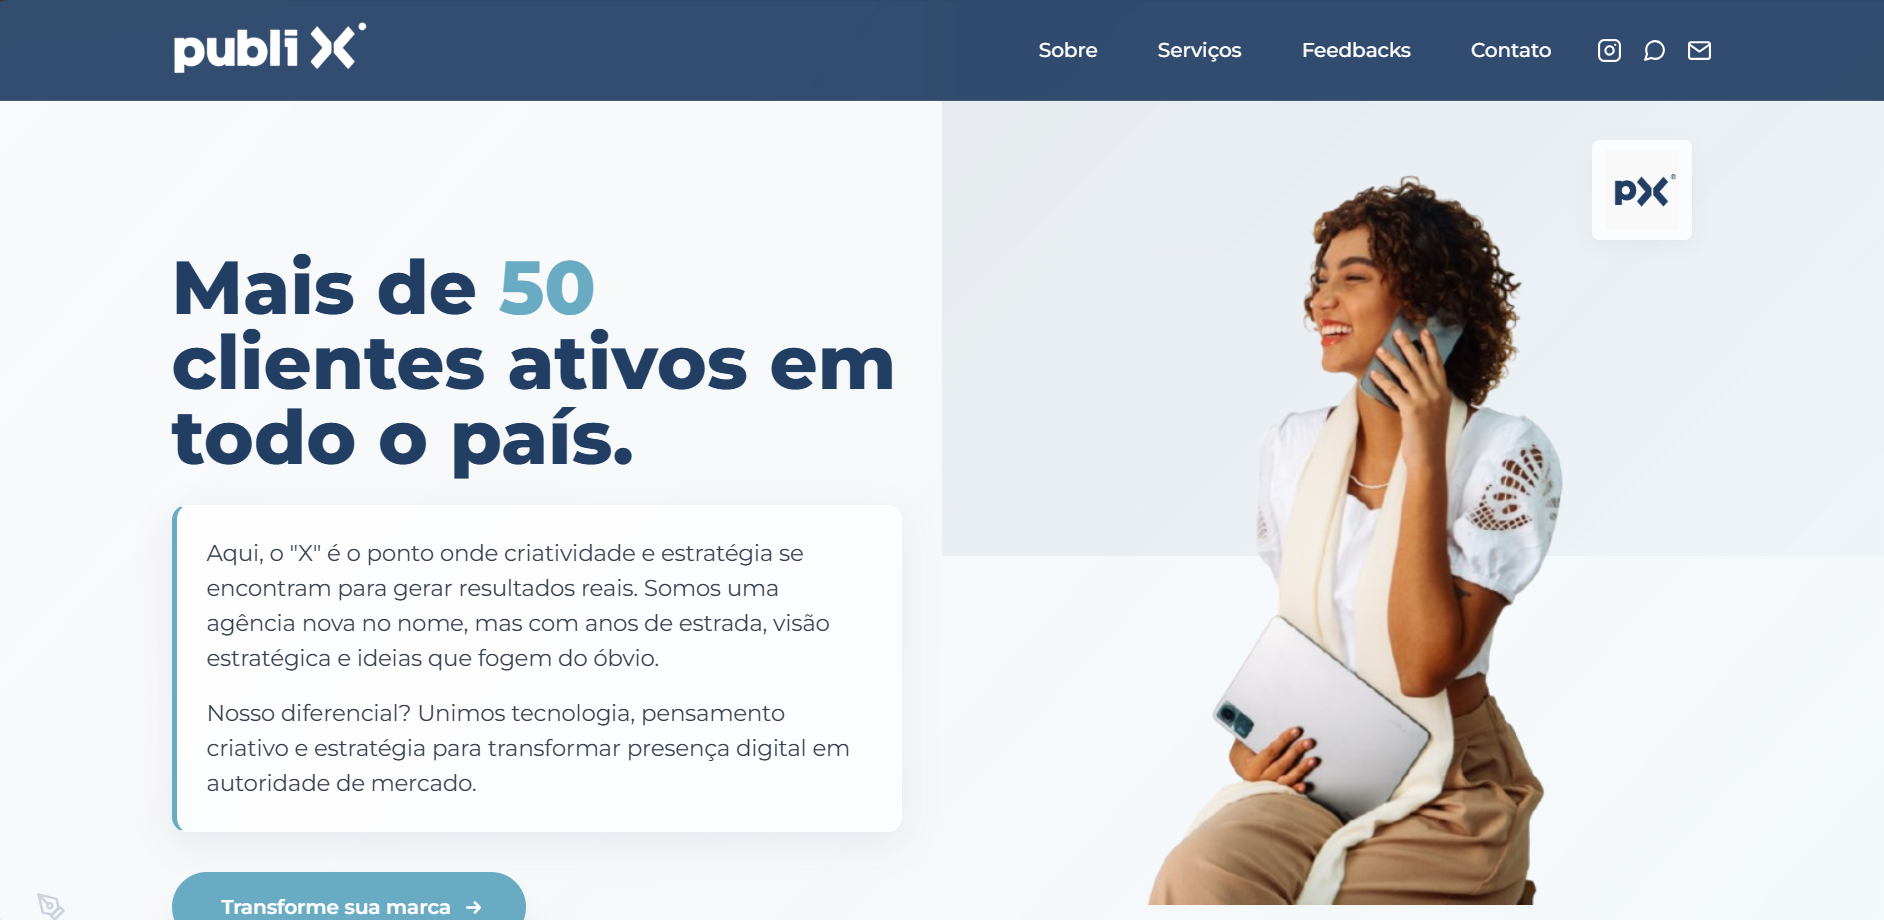 publi X
Sobre
Serviços
Feedbacks
Contato
pX
Mais de 50
clientes ativos em
todo o país.
Aqui, o "X" é o ponto onde criatividade e estratégia se
encontram para gerar resultados reais. Somos uma
agência nova no nome, mas com anos de estrada, visão
estratégica e ideias que fogem do óbvio.
Nosso diferencial? Unimos tecnologia, pensamento
criativo e estratégia para transformar presença digital em
autoridade de mercado.
Transforme sua marca →